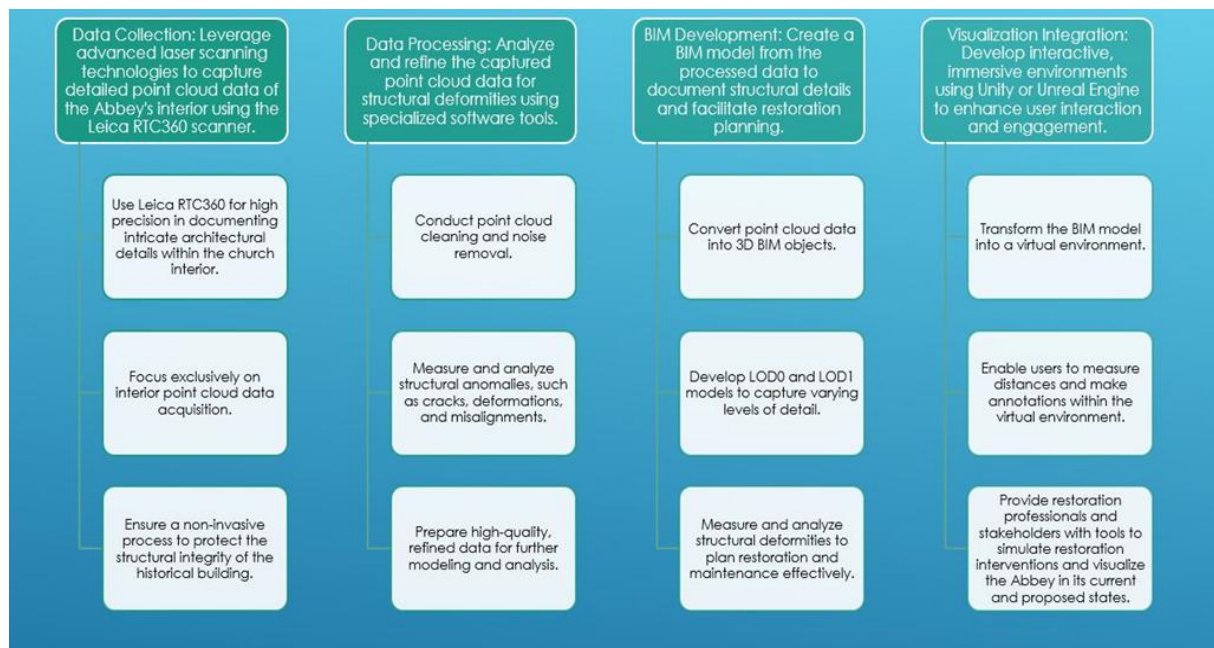 Data Collection: Leverage
advanced laser scanning
technologies to capture
detailed point cloud data of
the Abbey's interior using the
Leica RTC360 scanner.
Use Leica RTC360 for high
precision in documenting
intricate architectural
details within the church
interior.
Focus exclusively on
interior point cloud data
acquisition.
Ensure a non-invasive
process to protect the
structural integrity of the
historical building.
Data Processing: Analyze
and refine the captured
point cloud data for
structural deformities using
specialized software tools.
Conduct point cloud
cleaning and noise
removal.
Measure and analyze
structural anomalies, such
as cracks, deformations,
and misalignments.
Prepare high-quality,
refined data for further
modeling and analysis.
BIM Development: Create a
BIM model from the
processed data to
document structural details
and facilitate restoration
planning.
Convert point cloud data
into 3D BIM objects.
Develop LOD0 and LOD1
models to capture varying
levels of detail.
Measure and analyze
structural deformities to
plan restoration and
maintenance effectively.
Visualization Integration:
Develop interactive,
immersive environments
using Unity or Unreal Engine
to enhance user interaction
and engagement.
Transform the BIM model
into a virtual environment.
Enable users to measure
distances and make
annotations within the
virtual environment.
Provide restoration
professionals and
stakeholders with tools to
simulate restoration
interventions and visualize
the Abbey in its current
and proposed states.